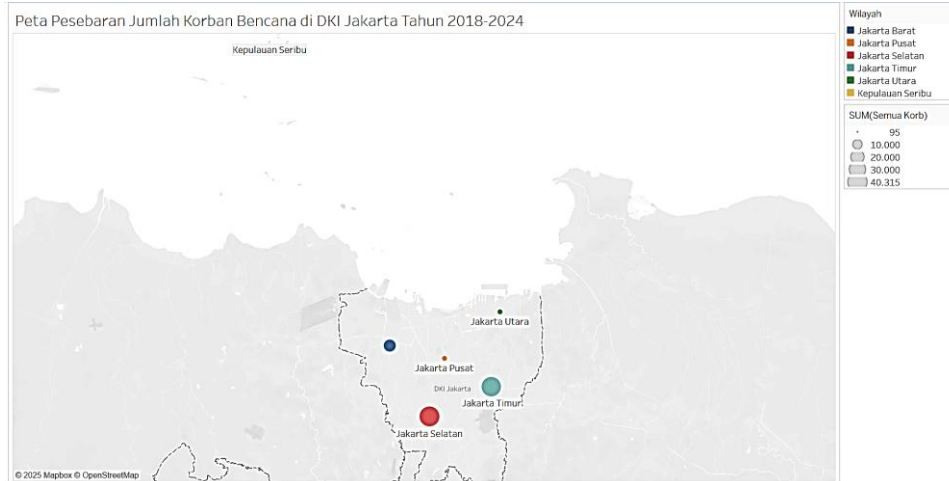 Peta Pesebaran Jumlah Korban Bencana di DKI Jakarta Tahun 2018-2024
Kepulauan Seribu
Jakarta Utara
Jakarta Pusat
DKI Jakarta
Jakarta Timur
Jakarta Selatan
© 2025 Mapbox © OpenStreetMap
Wilayah
Jakarta Barat
Jakarta Pusat
Jakarta Selatan
Jakarta Timur
Jakarta Utara
Kepulauan Seribu
SUM(Semua Korb)
95
10.000
20.000
30.000
40.315